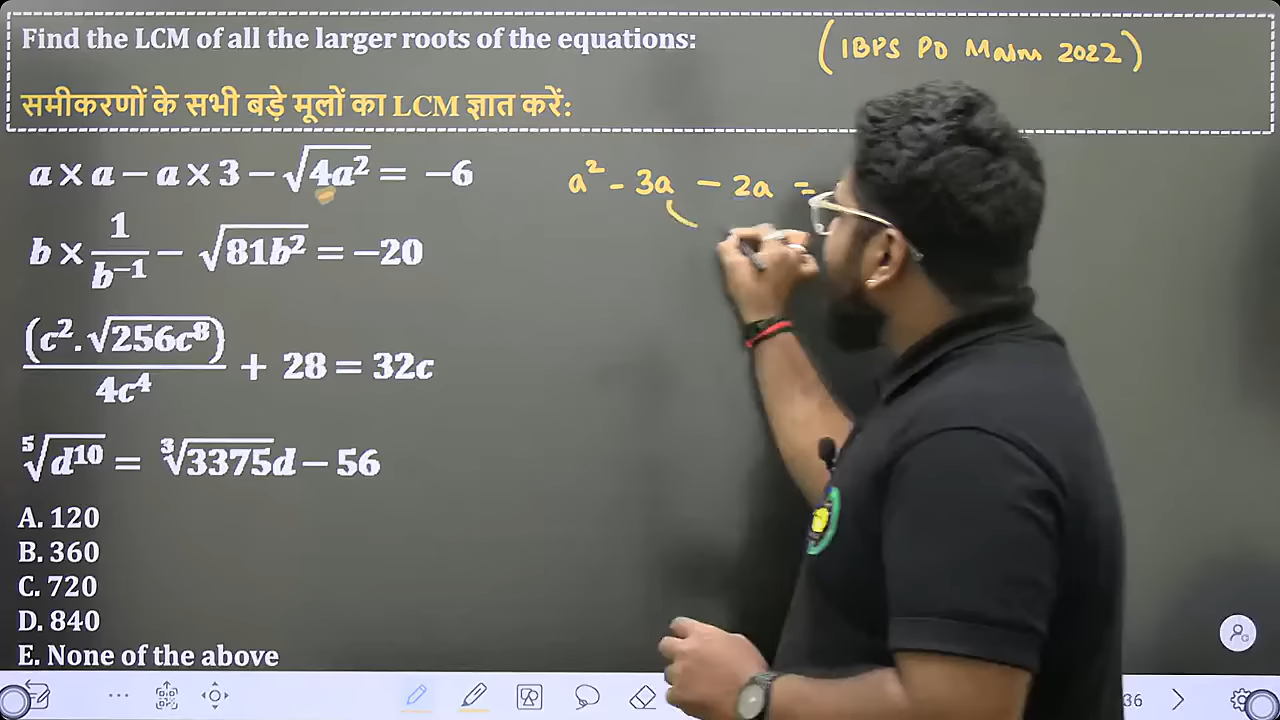 Find the LCM of all the larger roots of the equations:
(IBPS PO Mains 2022)
समीकरणों के सभी बड़े मूलों का LCM ज्ञात करें:
a × a − a × 3 − √4a² = −6
a² - 3a - 2a =
b × 1/b⁻¹ − √81b² = −20
(c².√256c⁸)/4c⁴ + 28 = 32c
⁵√d¹⁰ = ³√3375d − 56
A. 120
B. 360
C. 720
D. 840
E. None of the above
36